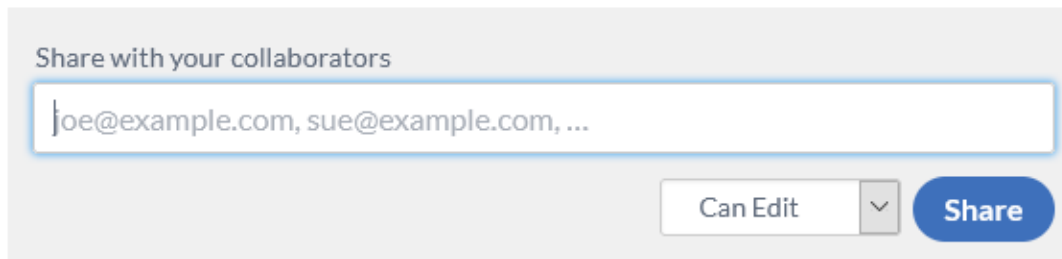 Share with your collaborators
joe@example.com, sue@example.com, ...
Can Edit
Share